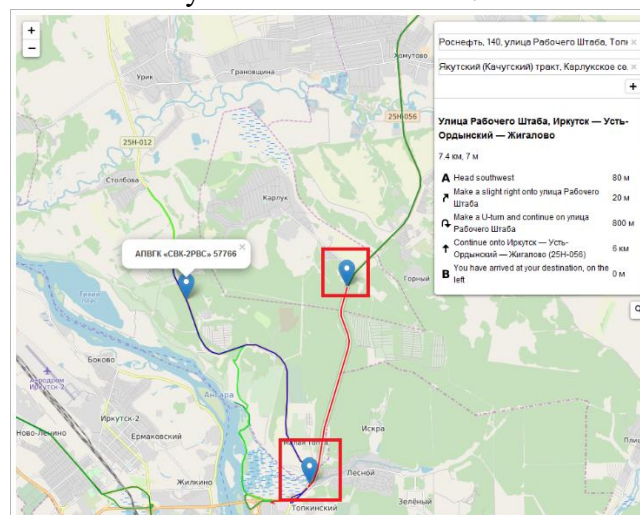 +
−
Урик
Грановщина
Хомутово
25Н-056
25Н-012
Столбова
Карлук
АПВГК «СВК-2РВС» 57766
×
Горный
Боково
Ангара
Аэродром
Иркутск-2
Иркутск-2
Ново-Ленино
Ермаковский
Жилкино
Искра
Лесной
Топкинский
Зелёный
Роснефть, 140, улица Рабочего Штаба, Топк ×
Якутский (Качугский) тракт, Карлукское се. ×
+
Улица Рабочего Штаба, Иркутск — Усть-
Ордынский — Жигалово
7.4 км, 7 м
A Head southwest 80 м
Make a slight right onto улица Рабочего 20 м
Штаба
Make a U-turn and continue on улица 800 м
Рабочего Штаба
Continue onto Иркутск — Усть- 6 км
Ордынский — Жигалово (25Н-056)
B You have arrived at your destination, on the 0 м
left